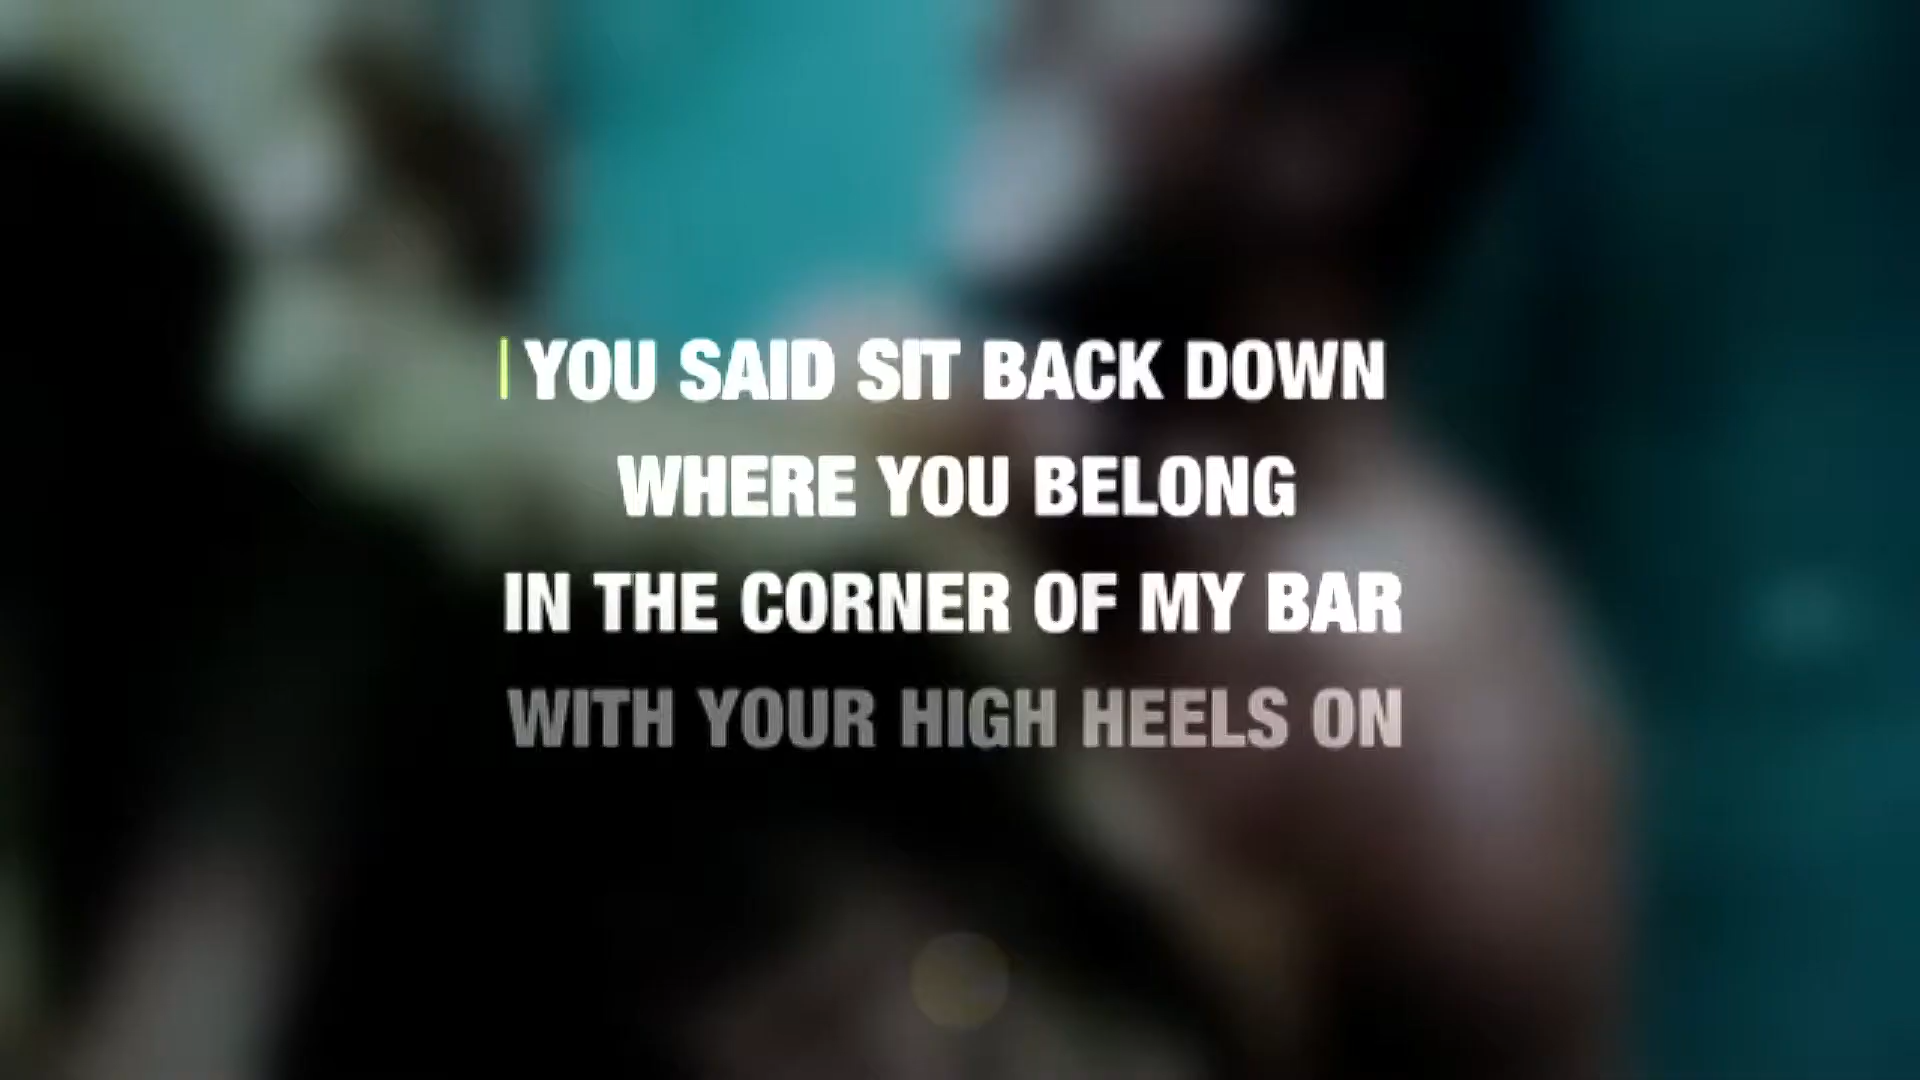 YOU SAID SIT BACK DOWN
WHERE YOU BELONG
IN THE CORNER OF MY BAR
WITH YOUR HIGH HEELS ON